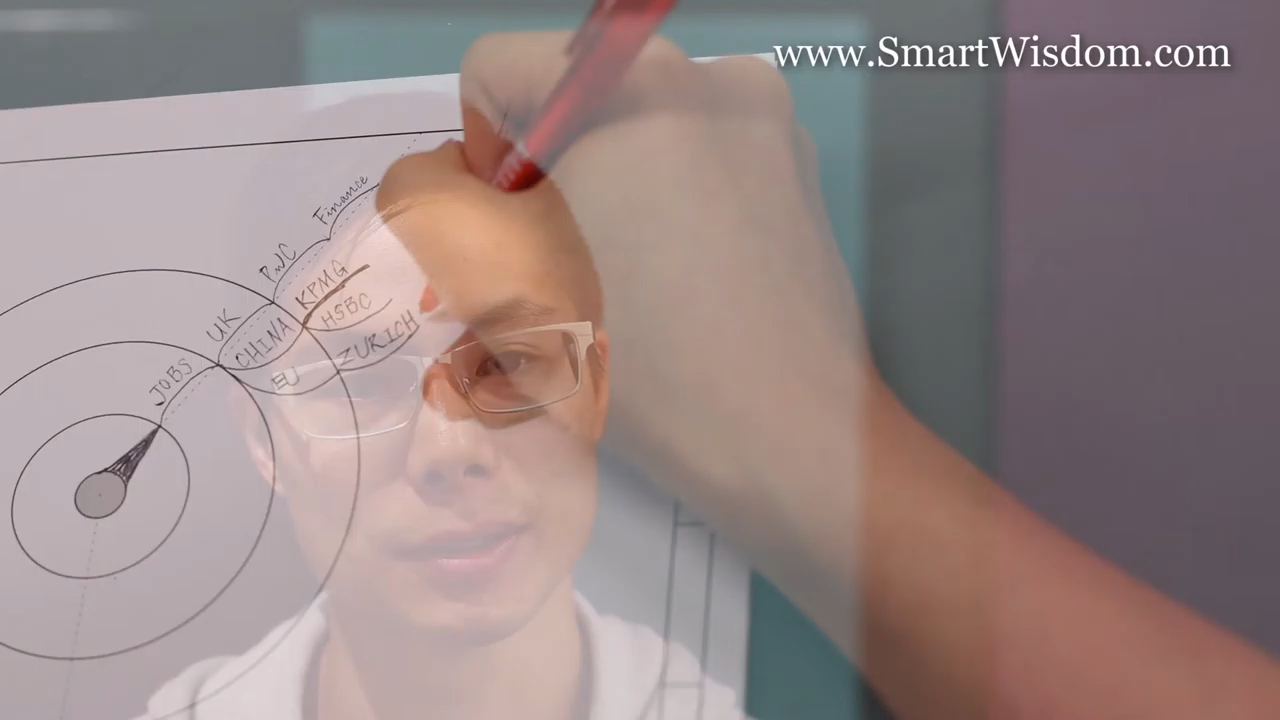 www.SmartWisdom.com
Finance
PWC
KPMG
UK
HSBC
CHINA
ZURICH
JOBS
EU